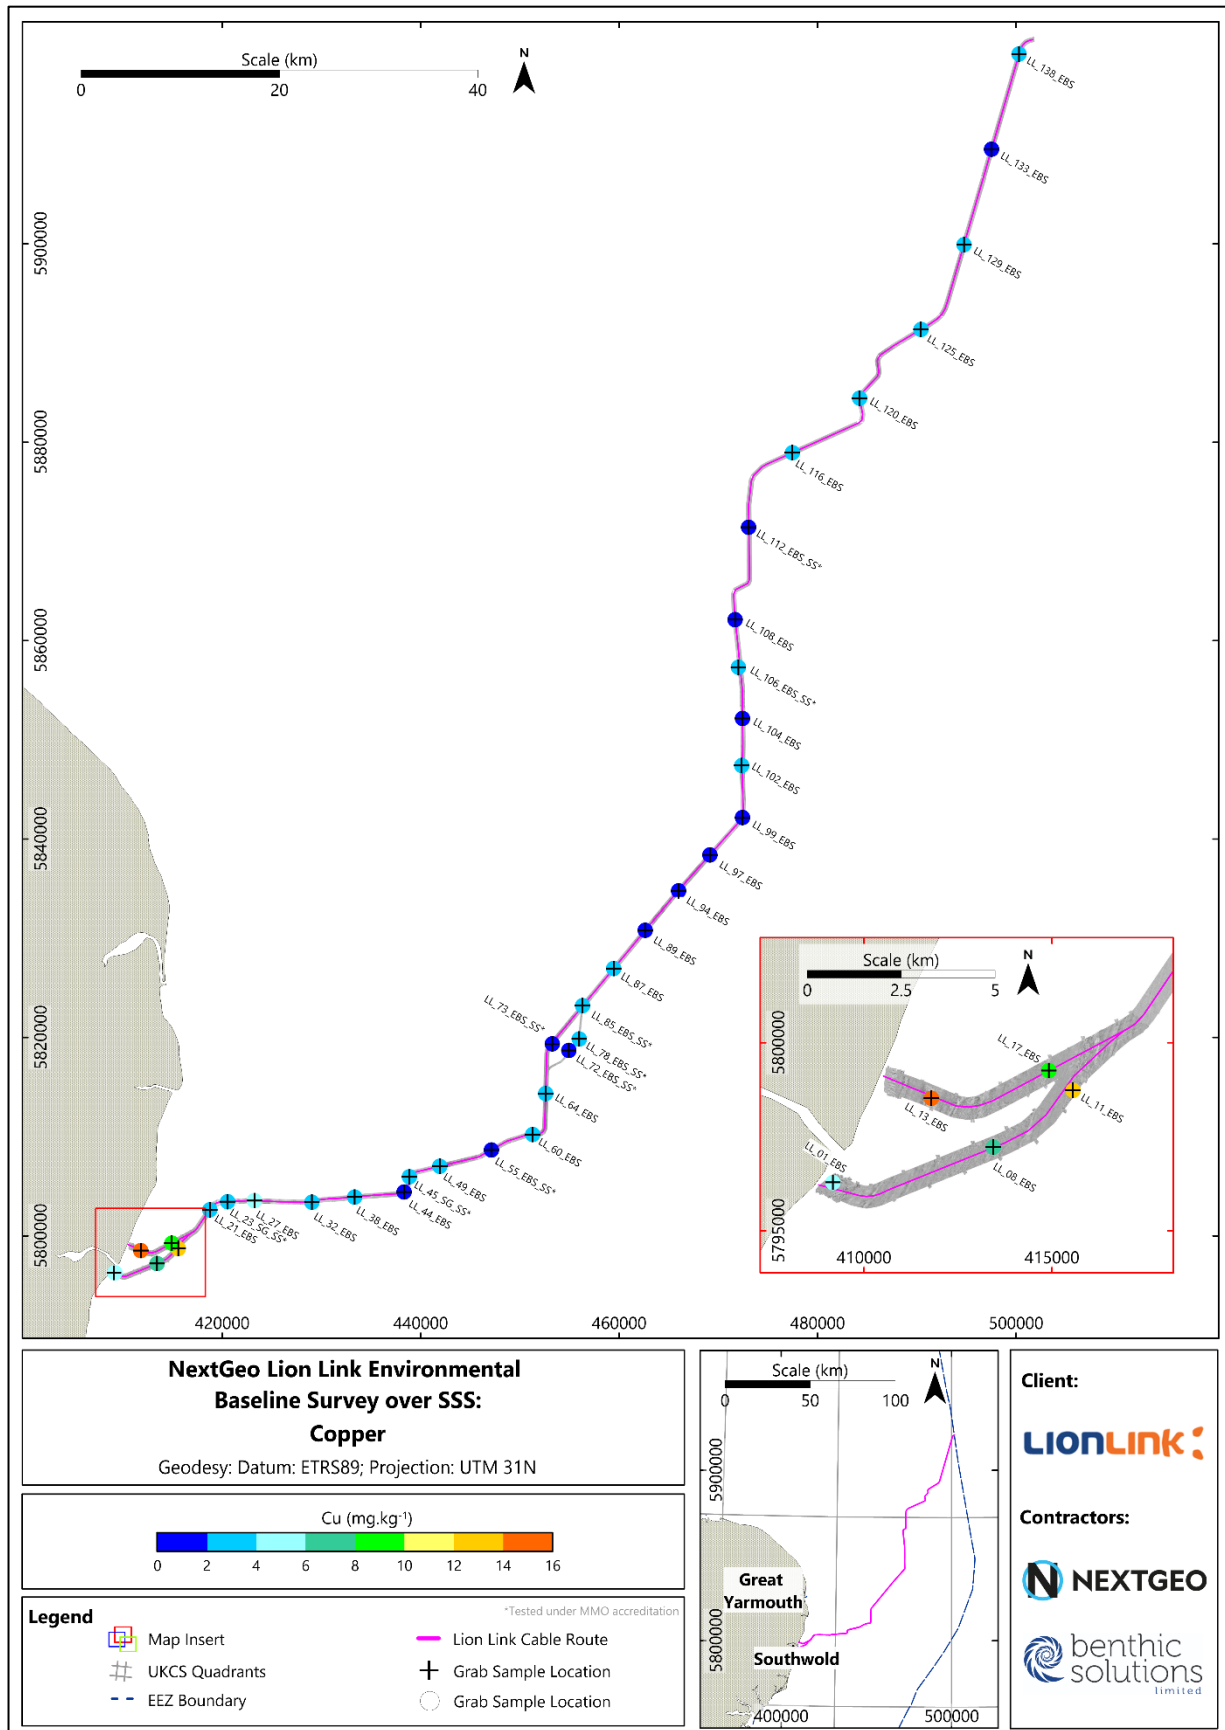 Scale (km)
0 20 40
N
LL_138_EBS
LL_133_EBS
LL_129_EBS
LL_125_EBS
LL_120_EBS
LL_116_EBS
LL_112_EBS_SS*
LL_108_EBS
LL_106_EBS_SS*
LL_104_EBS
LL_102_EBS
LL_99_EBS
LL_97_EBS
LL_94_EBS
LL_89_EBS
LL_87_EBS
LL_85_EBS_SS*
LL_73_EBS_SS*
LL_78_EBS_SS*
LL_72_EBS_SS*
LL_64_EBS
LL_60_EBS
LL_55_EBS_SS*
LL_49_EBS
LL_45_SG_SS*
LL_44_EBS
LL_38_EBS
LL_32_EBS
LL_27_EBS
LL_23_SG_SS*
LL_21_EBS
5900000
5880000
5860000
5840000
5820000
5800000
420000 440000 460000 480000 500000
Scale (km)
0 2.5 5
N
LL_17_EBS
LL_13_EBS
LL_11_EBS
LL_08_EBS
LL_01_EBS
5800000
5795000
410000 415000
NextGeo Lion Link Environmental
Baseline Survey over SSS:
Copper
Geodesy: Datum: ETRS89; Projection: UTM 31N
Cu (mg.kg⁻¹)
0 2 4 6 8 10 12 14 16
Legend
*Tested under MMO accreditation
Map Insert
UKCS Quadrants
EEZ Boundary
Lion Link Cable Route
Grab Sample Location
Grab Sample Location
Scale (km)
0 50 100
N
5900000
5800000
Great
Yarmouth
Southwold
400000 500000
Client:
LIONLINK
Contractors:
N NEXTGEO
benthic
solutions
limited